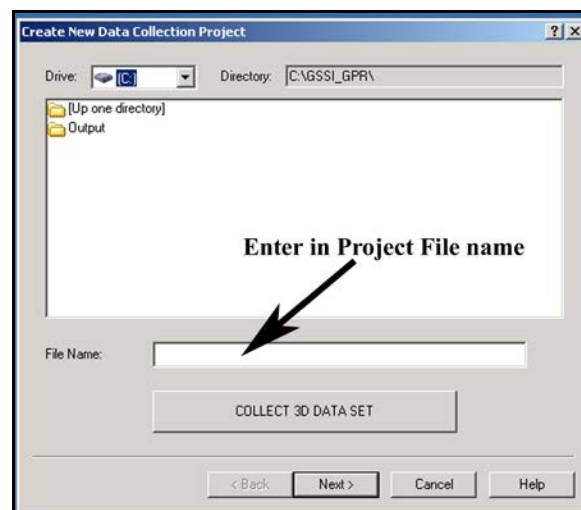 Create New Data Collection Project
Drive: [C:] Directory: C:\GSSI_GPR\
[Up one directory]
Output
Enter in Project File name
File Name:
COLLECT 3D DATA SET
< Back Next > Cancel Help